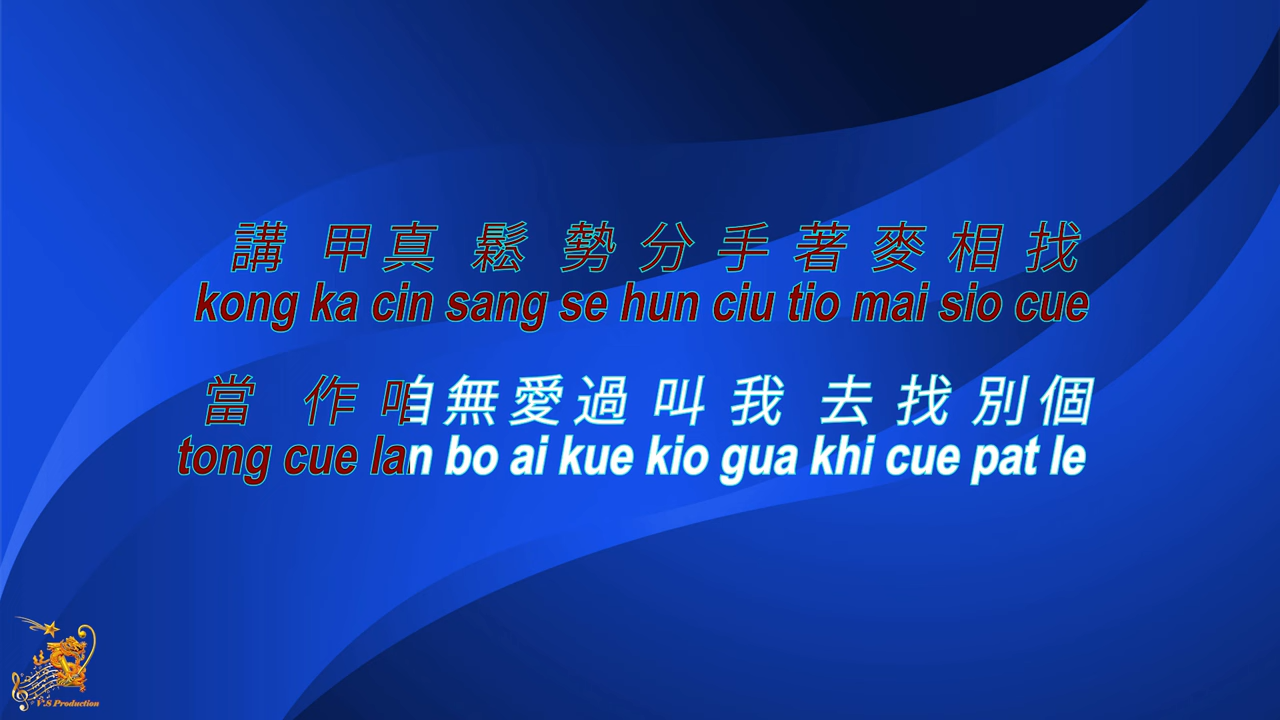 講 甲 真 鬆 勢 分 手 著 麥 相 找
kong ka cin sang se hun ciu tio mai sio cue
當 作 咱 無 愛 過 叫 我 去 找 別 個
tong cue lan bo ai kue kio gua khi cue pat le
V.S Production